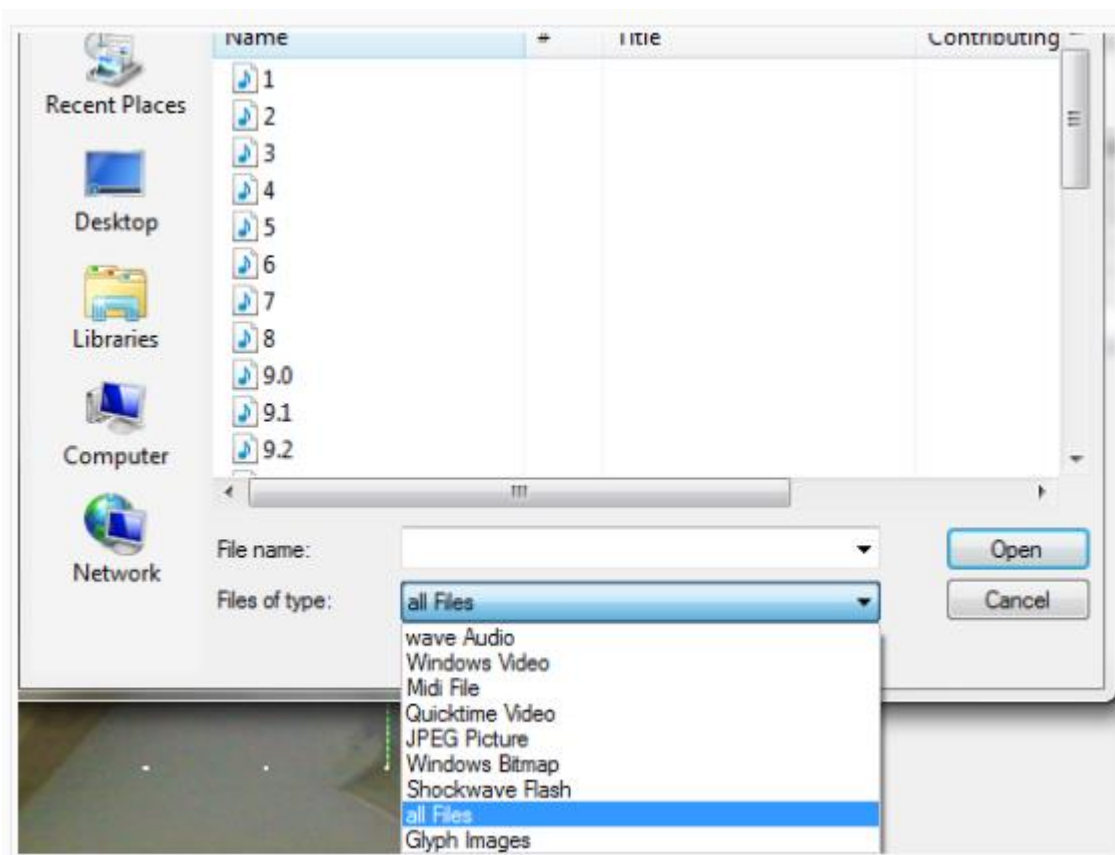 Name # Title Contributing
Recent Places
1
2
3
Desktop
4
5
6
Libraries
7
8
9.0
Computer
9.1
9.2
Network
File name:
Open
Files of type: all Files Cancel
wave Audio
Windows Video
Midi File
Quicktime Video
JPEG Picture
Windows Bitmap
Shockwave Flash
all Files
Glyph Images